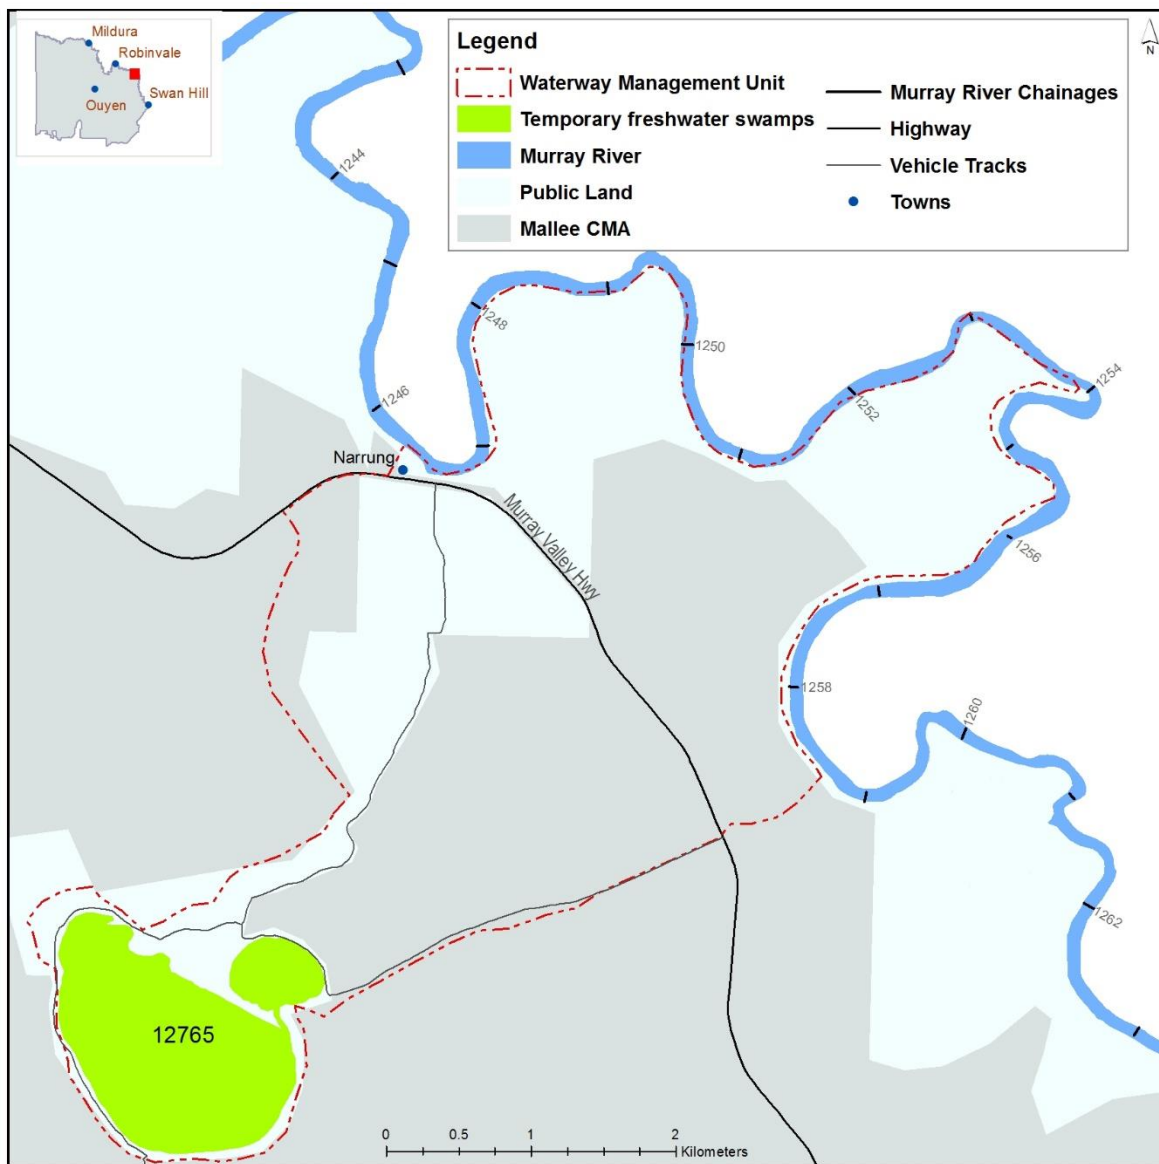 Mildura
Robinvale
Ouyen
Swan Hill
Legend
Waterway Management Unit
Temporary freshwater swamps
Murray River
Public Land
Mallee CMA
Murray River Chainages
Highway
Vehicle Tracks
Towns
N
1244
1246
1248
1250
1252
1254
1256
1258
1260
1262
Narrung
Murray Valley Hwy
12765
0 0.5 1 2
Kilometers